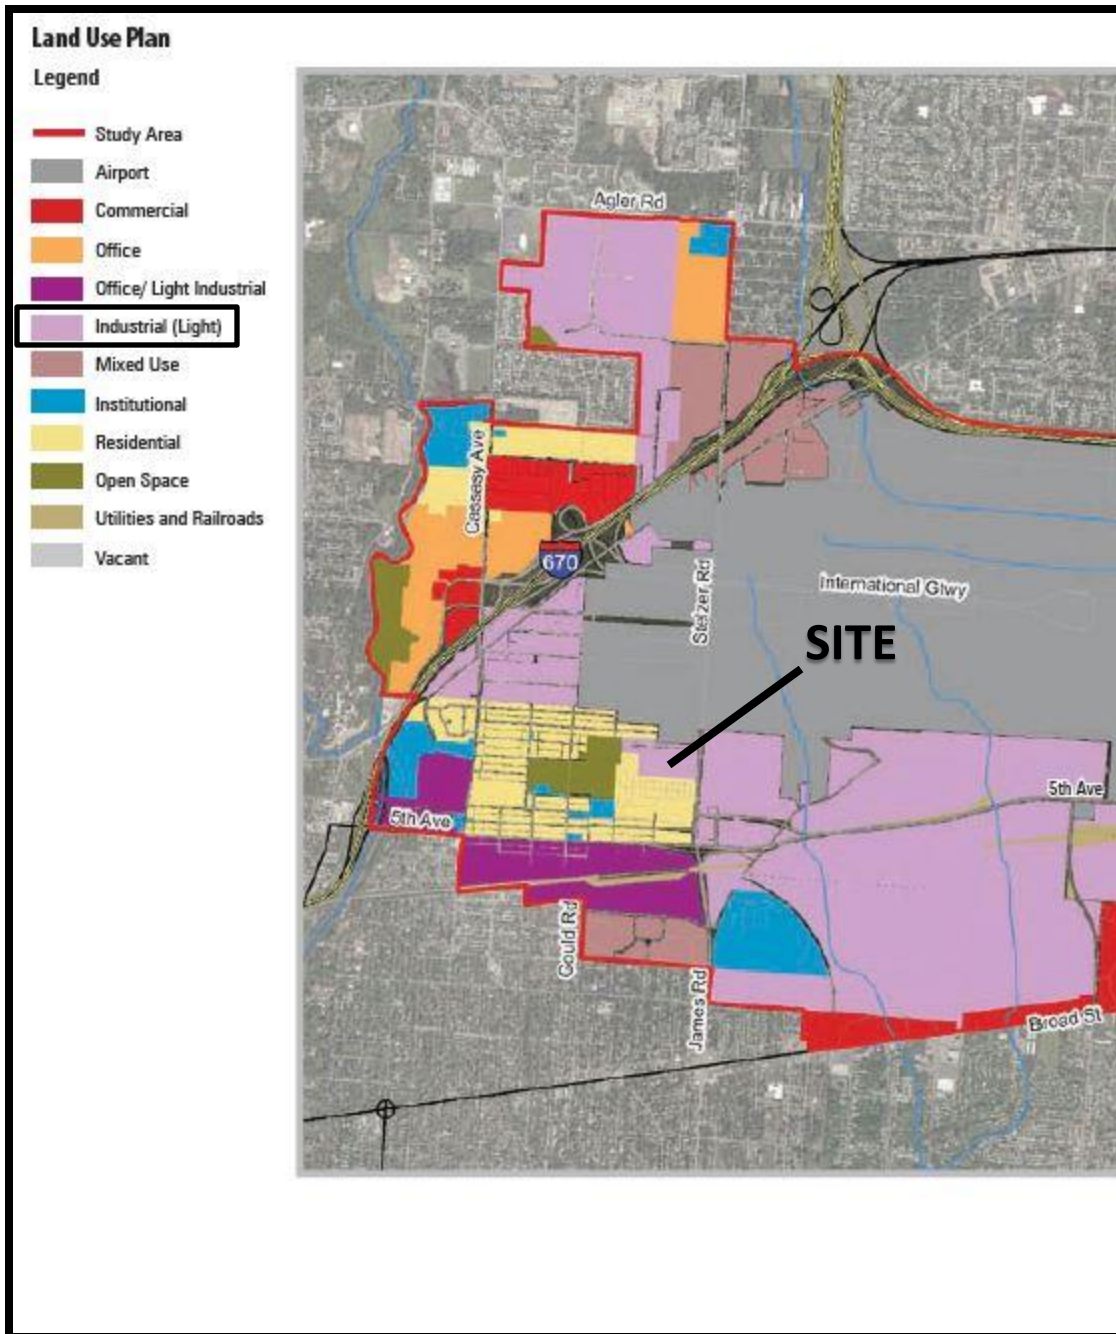 Land Use Plan
Legend
Study Area
Airport
Commercial
Office
Office/ Light Industrial
Industrial (Light)
Mixed Use
Institutional
Residential
Open Space
Utilities and Railroads
Vacant
Agler Rd
Cassasy Ave
670
Stelzer Rd
International Gtwy
SITE
5th Ave
5th Ave
Gould Rd
James Rd
Broad St